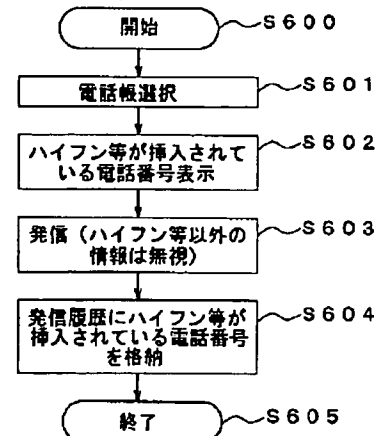 開始
S600
電話帳選択
S601
ハイフン等が挿入されて
いる電話番号表示
S602
発信（ハイフン等以外の
情報は無視）
S603
発信履歴にハイフン等が
挿入されている電話番号
を格納
S604
終了
S605